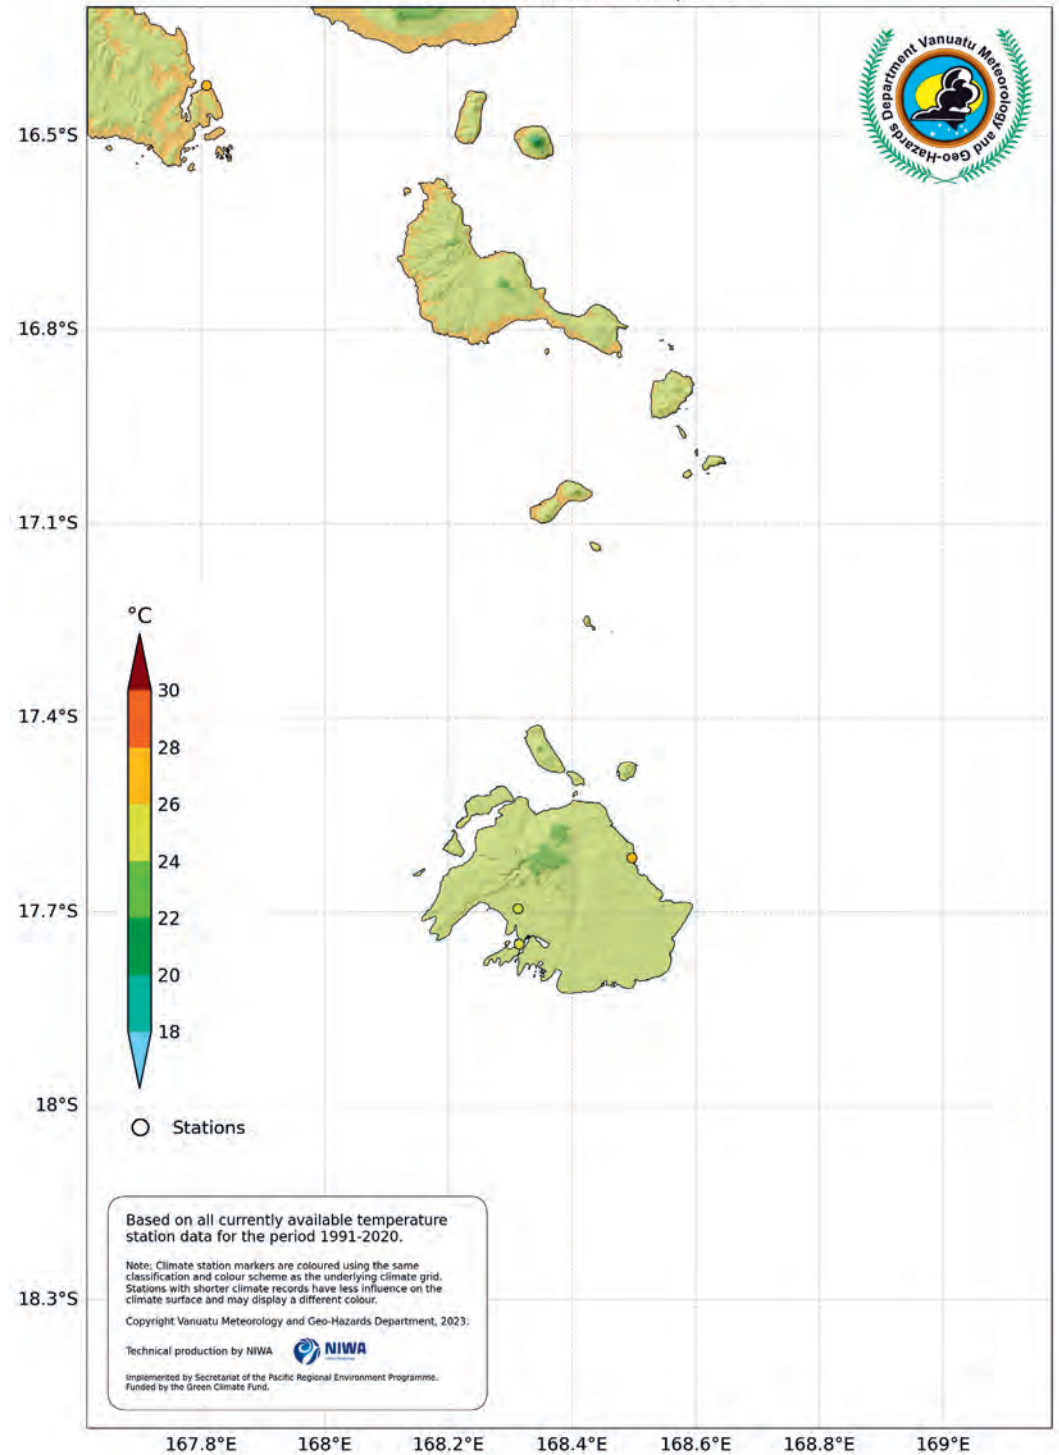 Vanuatu Meteorology and Geo-Hazards Department
16.5°S
16.8°S
17.1°S
17.4°S
17.7°S
18°S
18.3°S
°C
30
28
26
24
22
20
18
Stations
Based on all currently available temperature
station data for the period 1991-2020.
Note: Climate station markers are coloured using the same
classification and colour scheme as the underlying climate grid.
Stations with shorter climate records have less influence on the
climate surface and may display a different colour.
Copyright Vanuatu Meteorology and Geo-Hazards Department, 2023.
Technical production by NIWA
NIWA
Implemented by Secretariat of the Pacific Regional Environment Programme.
Funded by the Green Climate Fund.
167.8°E
168°E
168.2°E
168.4°E
168.6°E
168.8°E
169°E